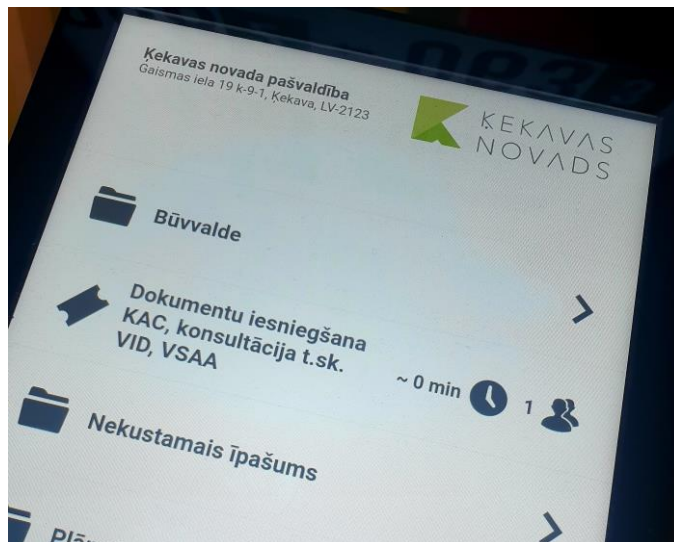 Ķekavas novada pašvaldība
Gaismas iela 19 k-9-1, Ķekava, LV-2123
ĶEKAVAS
NOVADS
Būvvalde
Dokumentu iesniegšana
KAC, konsultācija t.sk.
VID, VSAA
~ 0 min
1
Nekustamais īpašums